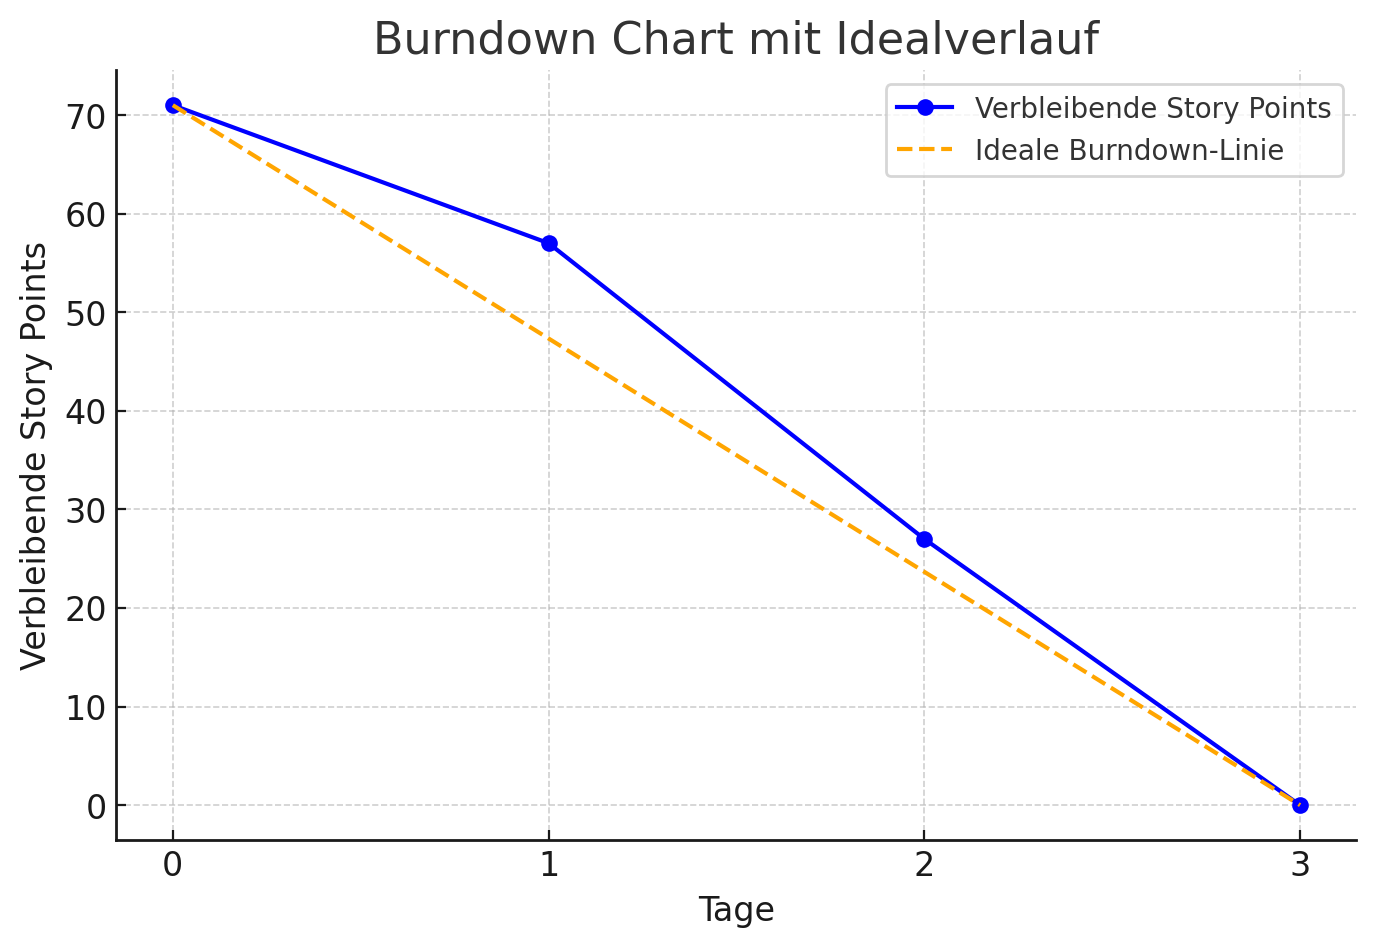 Burndown Chart mit Idealverlauf
Verbleibende Story Points
Ideale Burndown-Linie
Verbleibende Story Points
70
60
50
40
30
20
10
0
0 1 2 3
Tage